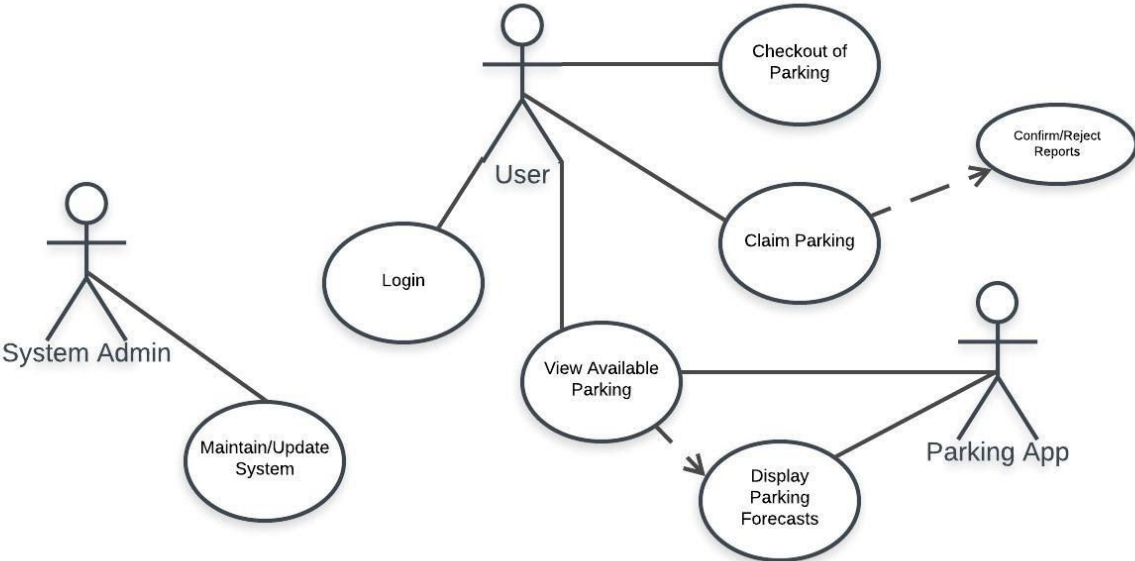 Checkout of
Parking
Confirm/Reject
Reports
User
Claim Parking
Login
System Admin
View Available
Parking
Maintain/Update
System
Parking App
Display
Parking
Forecasts